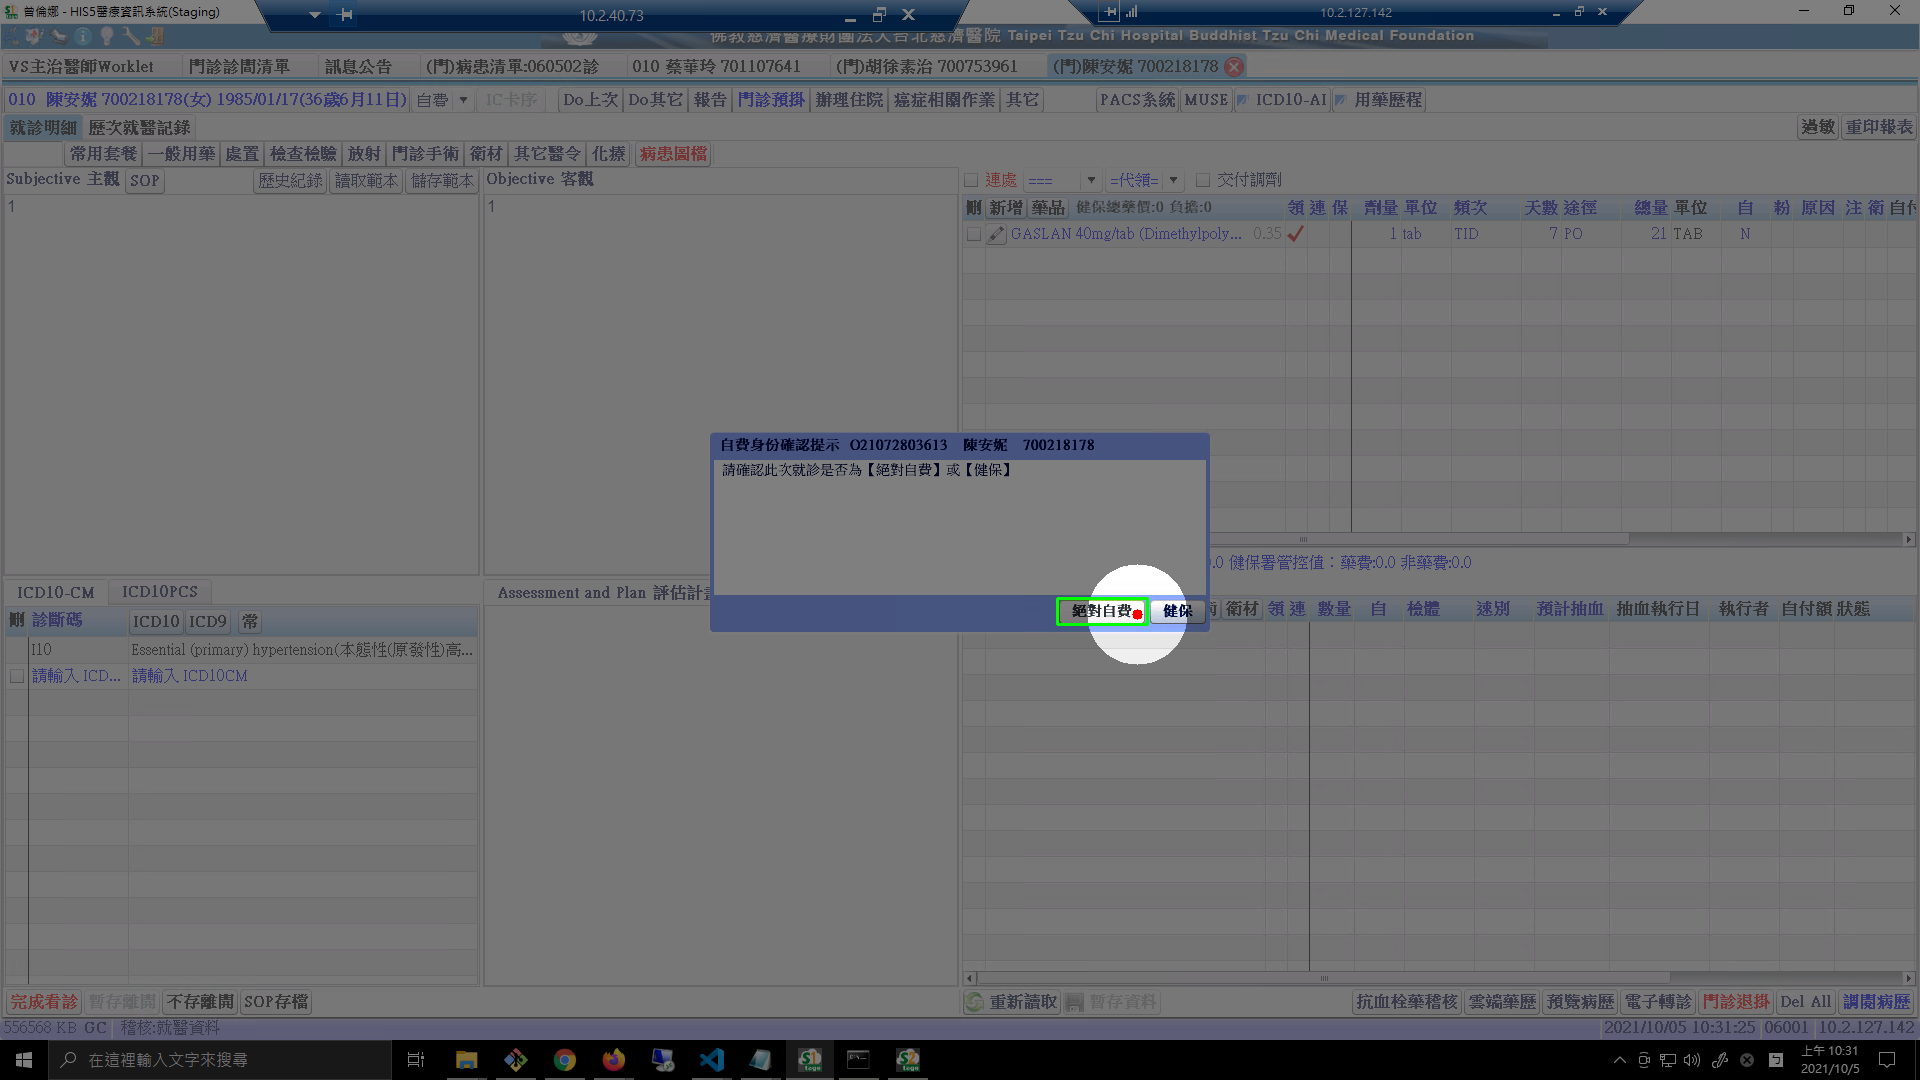 曾倫娜 - HIS5醫療資訊系統(Staging)
10.2.40.73
10.2.127.142
佛教慈濟醫療財團法人台北慈濟醫院 Taipei Tzu Chi Hospital Buddhist Tzu Chi Medical Foundation
VS主治醫師Worklet 門診診間清單 訊息公告 (門)病患清單:060502診 010 蔡華玲 701107641 (門)胡徐素治 700753961 (門)陳安妮 700218178
010 陳安妮 700218178(女) 1985/01/17(36歲6月11日) 自費 IC卡序 Do上次 Do其它 報告 門診預掛 辦理住院 癌症相關作業 其它 PACS系統 MUSE ICD10-AI 用藥歷程
就診明細 歷次就醫記錄 過敏 重印報表
常用套餐 一般用藥 處置 檢查檢驗 放射 門診手術 衛材 其它醫令 化療 病患圖檔
Subjective 主觀 SOP 歷史紀錄 讀取範本 儲存範本 Objective 客觀 連處 === =代領= 交付調劑
1 1
刪 新增 藥品 健保總藥價:0 負擔:0 領 連 保 劑量 單位 頻次 天數 途徑 總量 單位 自 粉 原因 注 衛 自付
GASLAN 40mg/tab (Dimethylpoly... 0.35 1 tab TID 7 PO 21 TAB N
自費身份確認提示 O21072803613 陳安妮 700218178
請確認此次就診是否為【絕對自費】或【健保】
絕對自費 健保
.0 健保署管控值：藥費:0.0 非藥費:0.0
ICD10-CM ICD10PCS Assessment and Plan 評估計
衛材 領 連 數量 自 檢體 速別 預計抽血 抽血執行日 執行者 自付額 狀態
刪 診斷碼 ICD10 ICD9 常
I10 Essential (primary) hypertension(本態性(原發性)高...
請輸入 ICD... 請輸入 ICD10CM
完成看診 暫存離開 不存離開 SOP存檔 重新讀取 暫存資料 抗血栓藥稽核 雲端藥歷 預覽病歷 電子轉診 門診退掛 Del All 調閱病歷
556568 KB GC 稽核:就醫資料 2021/10/05 10:31:25 06001 10.2.127.142
在這裡輸入文字來搜尋
上午 10:31
2021/10/5